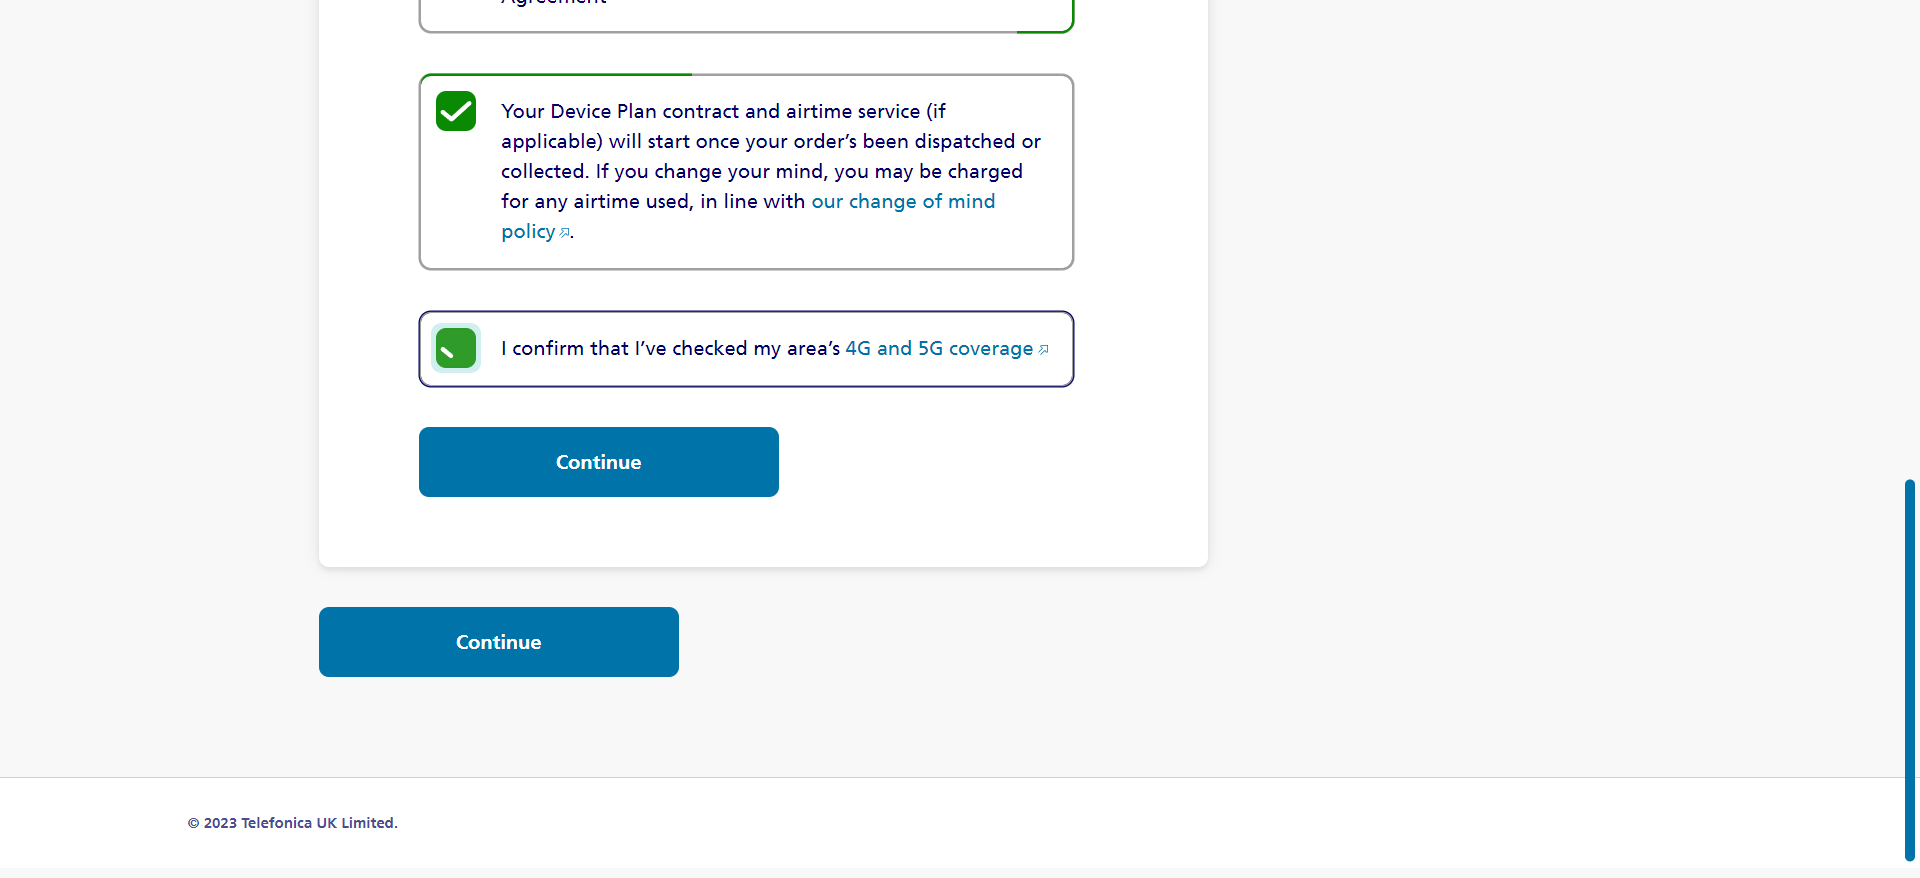 Agreement
Your Device Plan contract and airtime service (if
applicable) will start once your order’s been dispatched or
collected. If you change your mind, you may be charged
for any airtime used, in line with our change of mind
policy.
I confirm that I’ve checked my area’s 4G and 5G coverage
Continue
Continue
© 2023 Telefonica UK Limited.